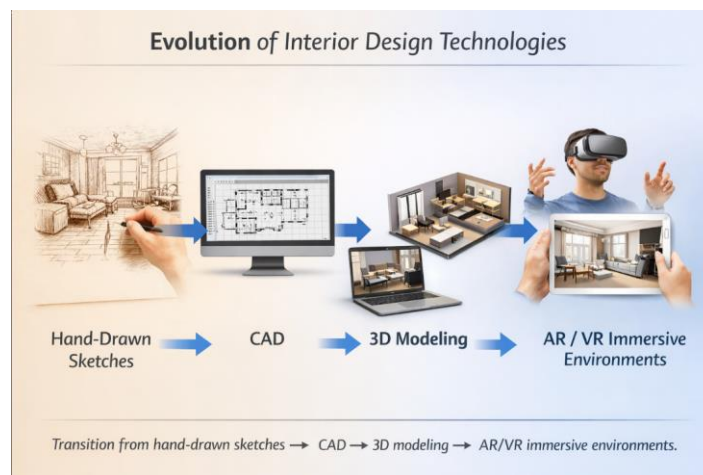 Evolution of Interior Design Technologies
Hand-Drawn
Sketches
CAD
3D Modeling
AR / VR Immersive
Environments
Transition from hand-drawn sketches → CAD → 3D modeling → AR/VR immersive environments.